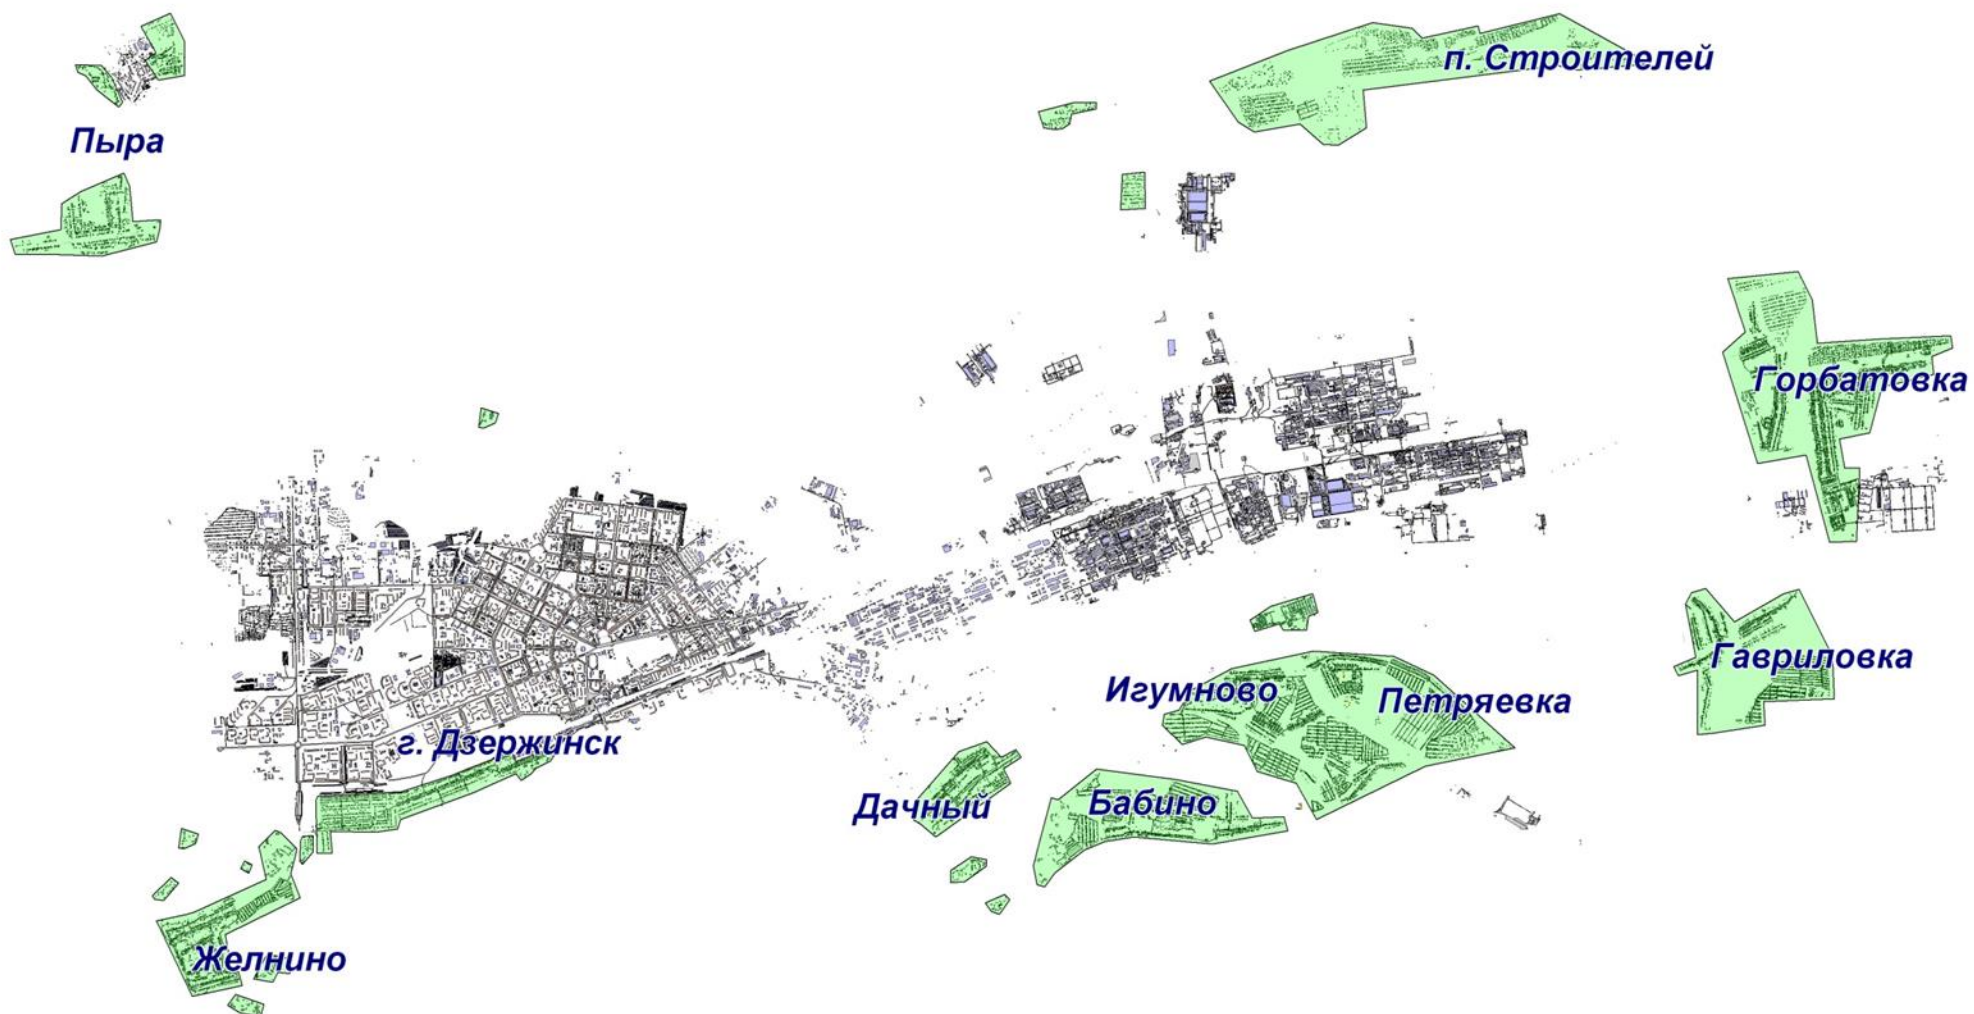 п. Строителей
Пыра
Горбатовка
Гавриловка
Игумново
Петряевка
г. Дзержинск
Дачный
Бабино
Желнино